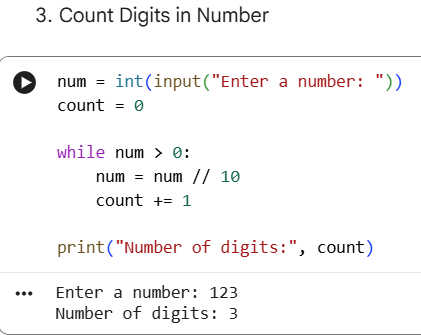 3. Count Digits in Number
num = int(input("Enter a number: "))
count = 0
while num > 0:
    num = num // 10
    count += 1
print("Number of digits:", count)
Enter a number: 123
Number of digits: 3